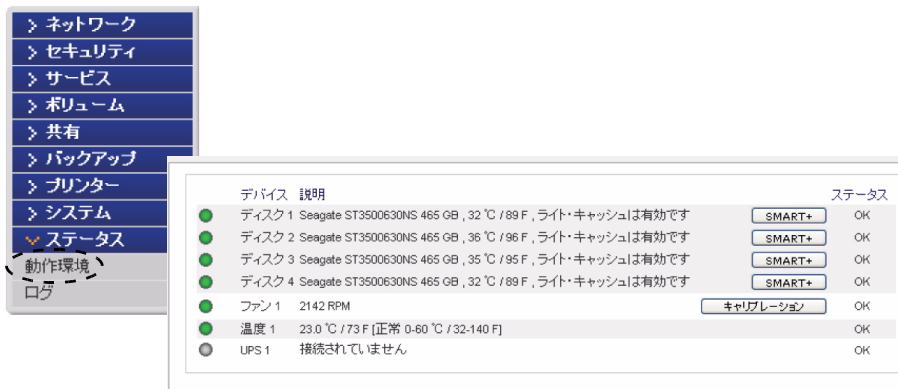 > ネットワーク
> セキュリティ
> サービス
> ボリューム
> 共有
> バックアップ
> プリンター
> システム
ステータス
動作環境
ログ
デバイス 説明 ステータス
ディスク 1 Seagate ST3500630NS 465 GB , 32 ℃ / 89 F , ライト・キャッシュは有効です SMART+ OK
ディスク 2 Seagate ST3500630NS 465 GB , 36 ℃ / 96 F , ライト・キャッシュは有効です SMART+ OK
ディスク 3 Seagate ST3500630NS 465 GB , 35 ℃ / 95 F , ライト・キャッシュは有効です SMART+ OK
ディスク 4 Seagate ST3500630NS 465 GB , 32 ℃ / 89 F , ライト・キャッシュは有効です SMART+ OK
ファン 1 2142 RPM キャリブレーション OK
温度 1 23.0 ℃ / 73 F [正常 0-60 ℃ / 32-140 F] OK
UPS 1 接続されていません OK